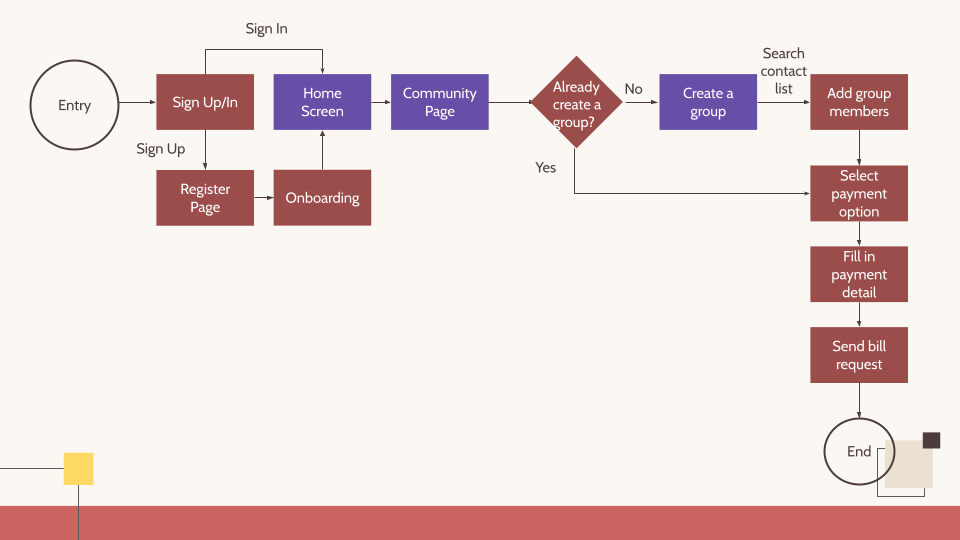 Sign In
Entry
Sign Up/In
Home
Screen
Community
Page
Already
create a
group?
No
Create a
group
Search
contact
list
Add group
members
Sign Up
Yes
Register
Page
Onboarding
Select
payment
option
Fill in
payment
detail
Send bill
request
End